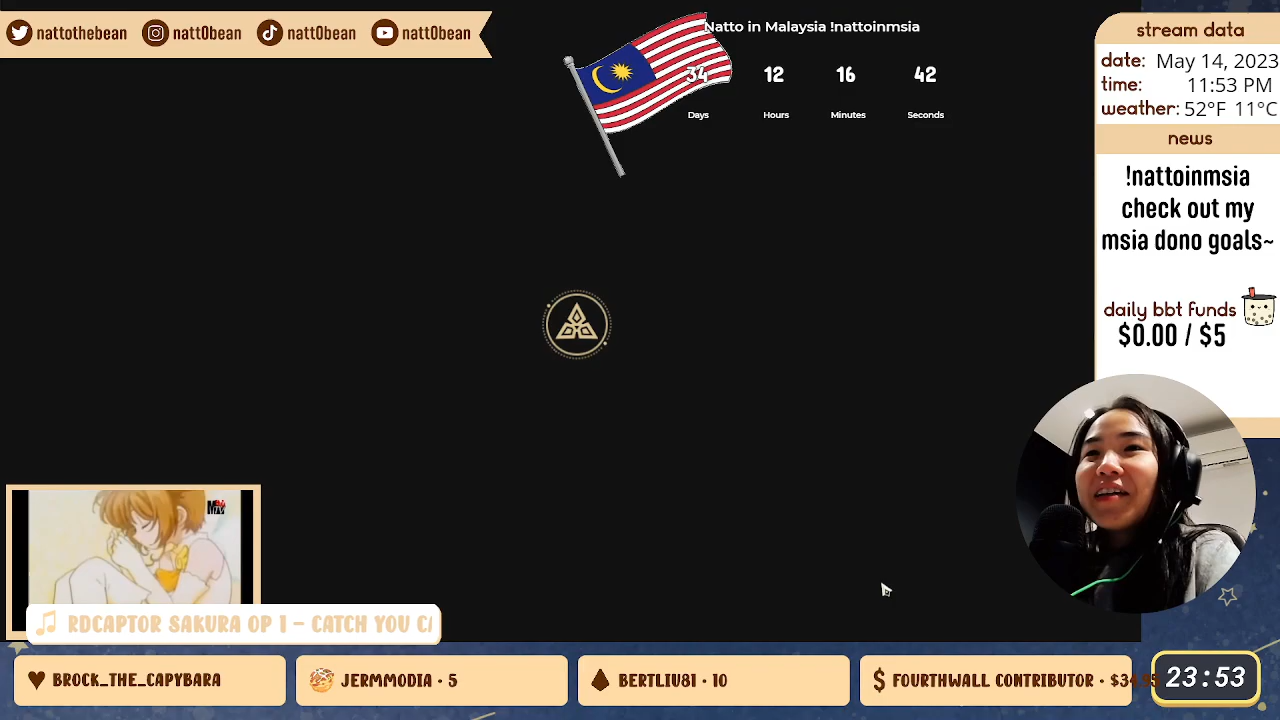 nattothebean
natt0bean
natt0bean
natt0bean
Natto in Malaysia !nattoinmsia
34 12 16 42
Days Hours Minutes Seconds
stream data
date: May 14, 2023
time: 11:53 PM
weather: 52°F 11°C
news
!nattoinmsia
check out my
msia dono goals~
daily bbt funds
$0.00 / $5
RDCAPTOR SAKURA OP 1 - CATCH YOU CA
BROCK_THE_CAPYBARA
JERMMODIA · 5
BERTLIU81 · 10
FOURTHWALL CONTRIBUTOR ·
23:53